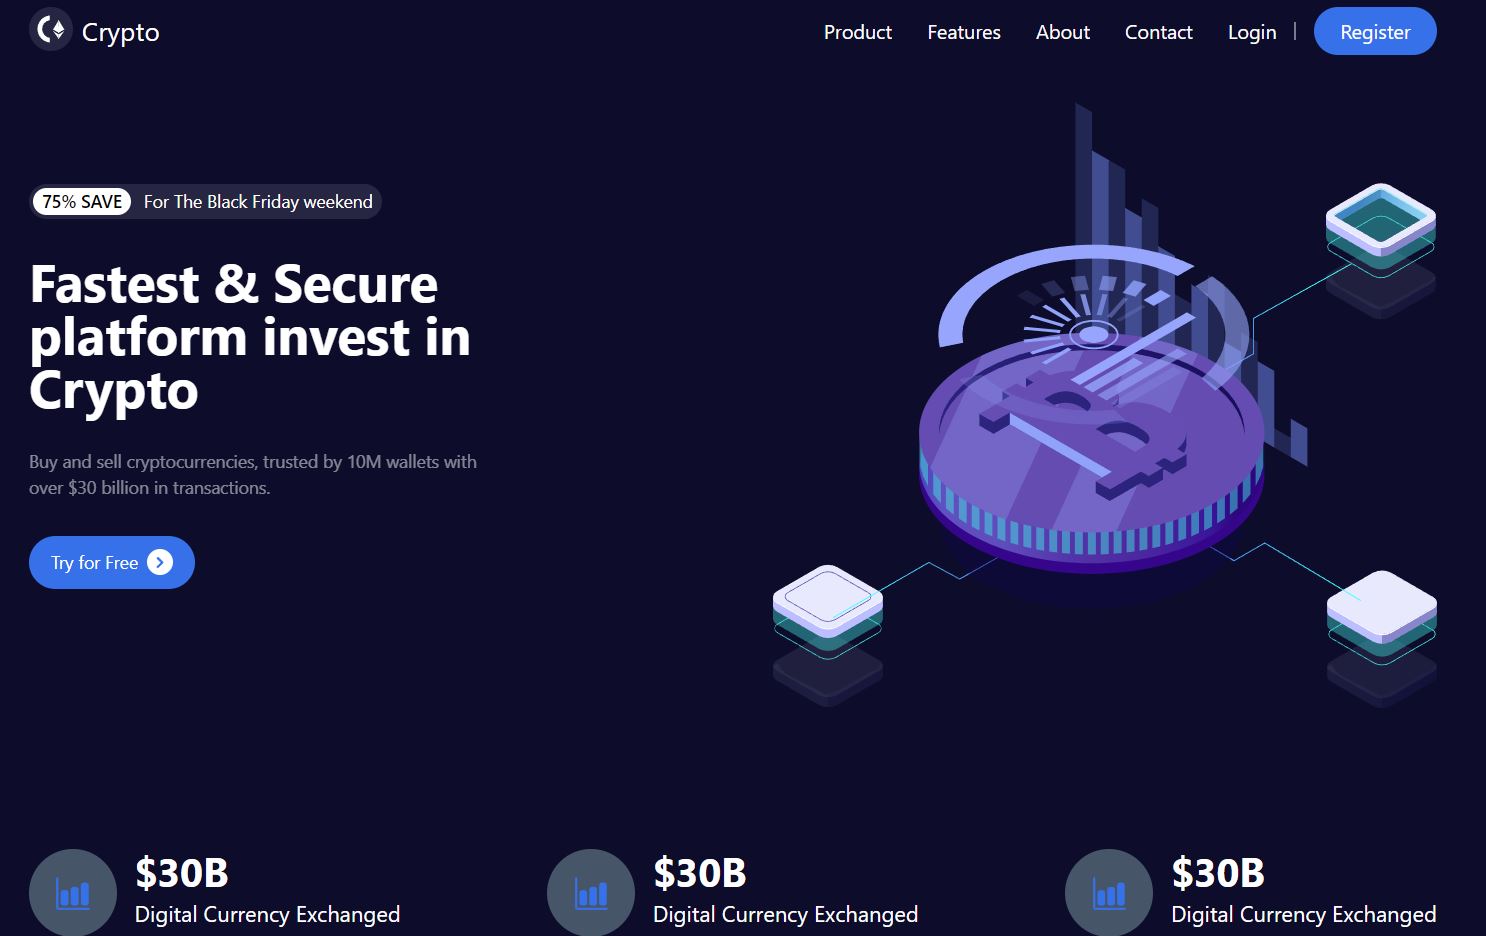 Crypto
Product Features About Contact Login | Register
75% SAVE For The Black Friday weekend
Fastest & Secure
platform invest in
Crypto
Buy and sell cryptocurrencies, trusted by 10M wallets with
over $30 billion in transactions.
Try for Free
$30B
Digital Currency Exchanged
$30B
Digital Currency Exchanged
$30B
Digital Currency Exchanged